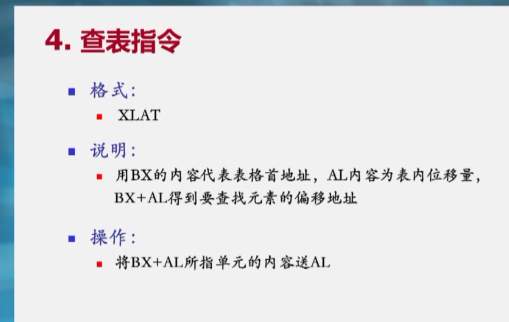 4. 查表指令
格式：
XLAT
说明：
用BX的内容代表表格首地址，AL内容为表内位移量，
BX+AL得到要查找元素的偏移地址
操作：
将BX+AL所指单元的内容送AL